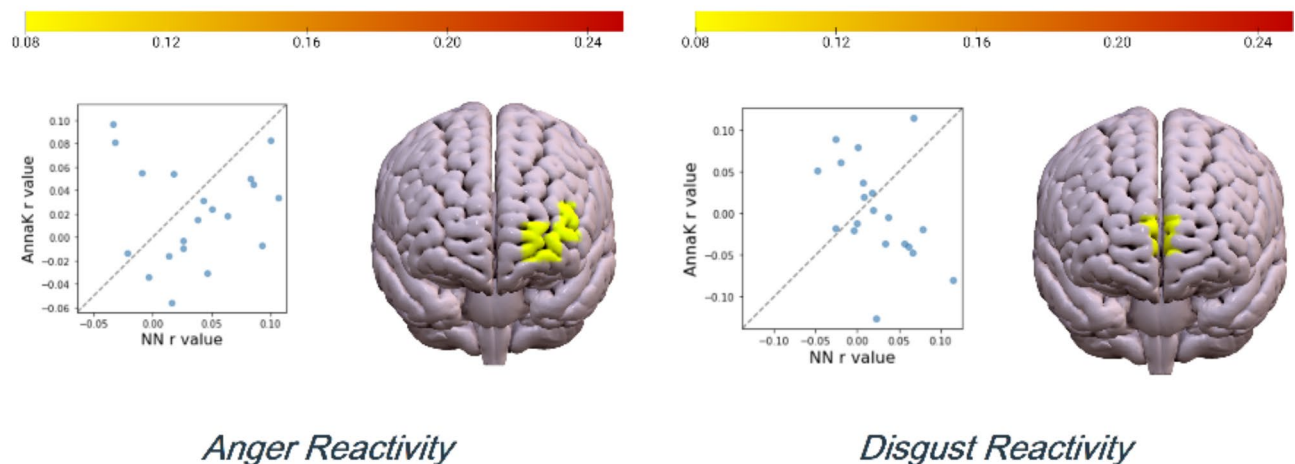 0.08 0.12 0.16 0.20 0.24
0.08 0.12 0.16 0.20 0.24
AnnaK r value
0.10
0.08
0.06
0.04
0.02
0.00
−0.02
−0.04
−0.06
−0.05 0.00 0.05 0.10
NN r value
AnnaK r value
0.10
0.05
0.00
−0.05
−0.10
−0.10 −0.05 0.00 0.05 0.10
NN r value
Anger Reactivity
Disgust Reactivity